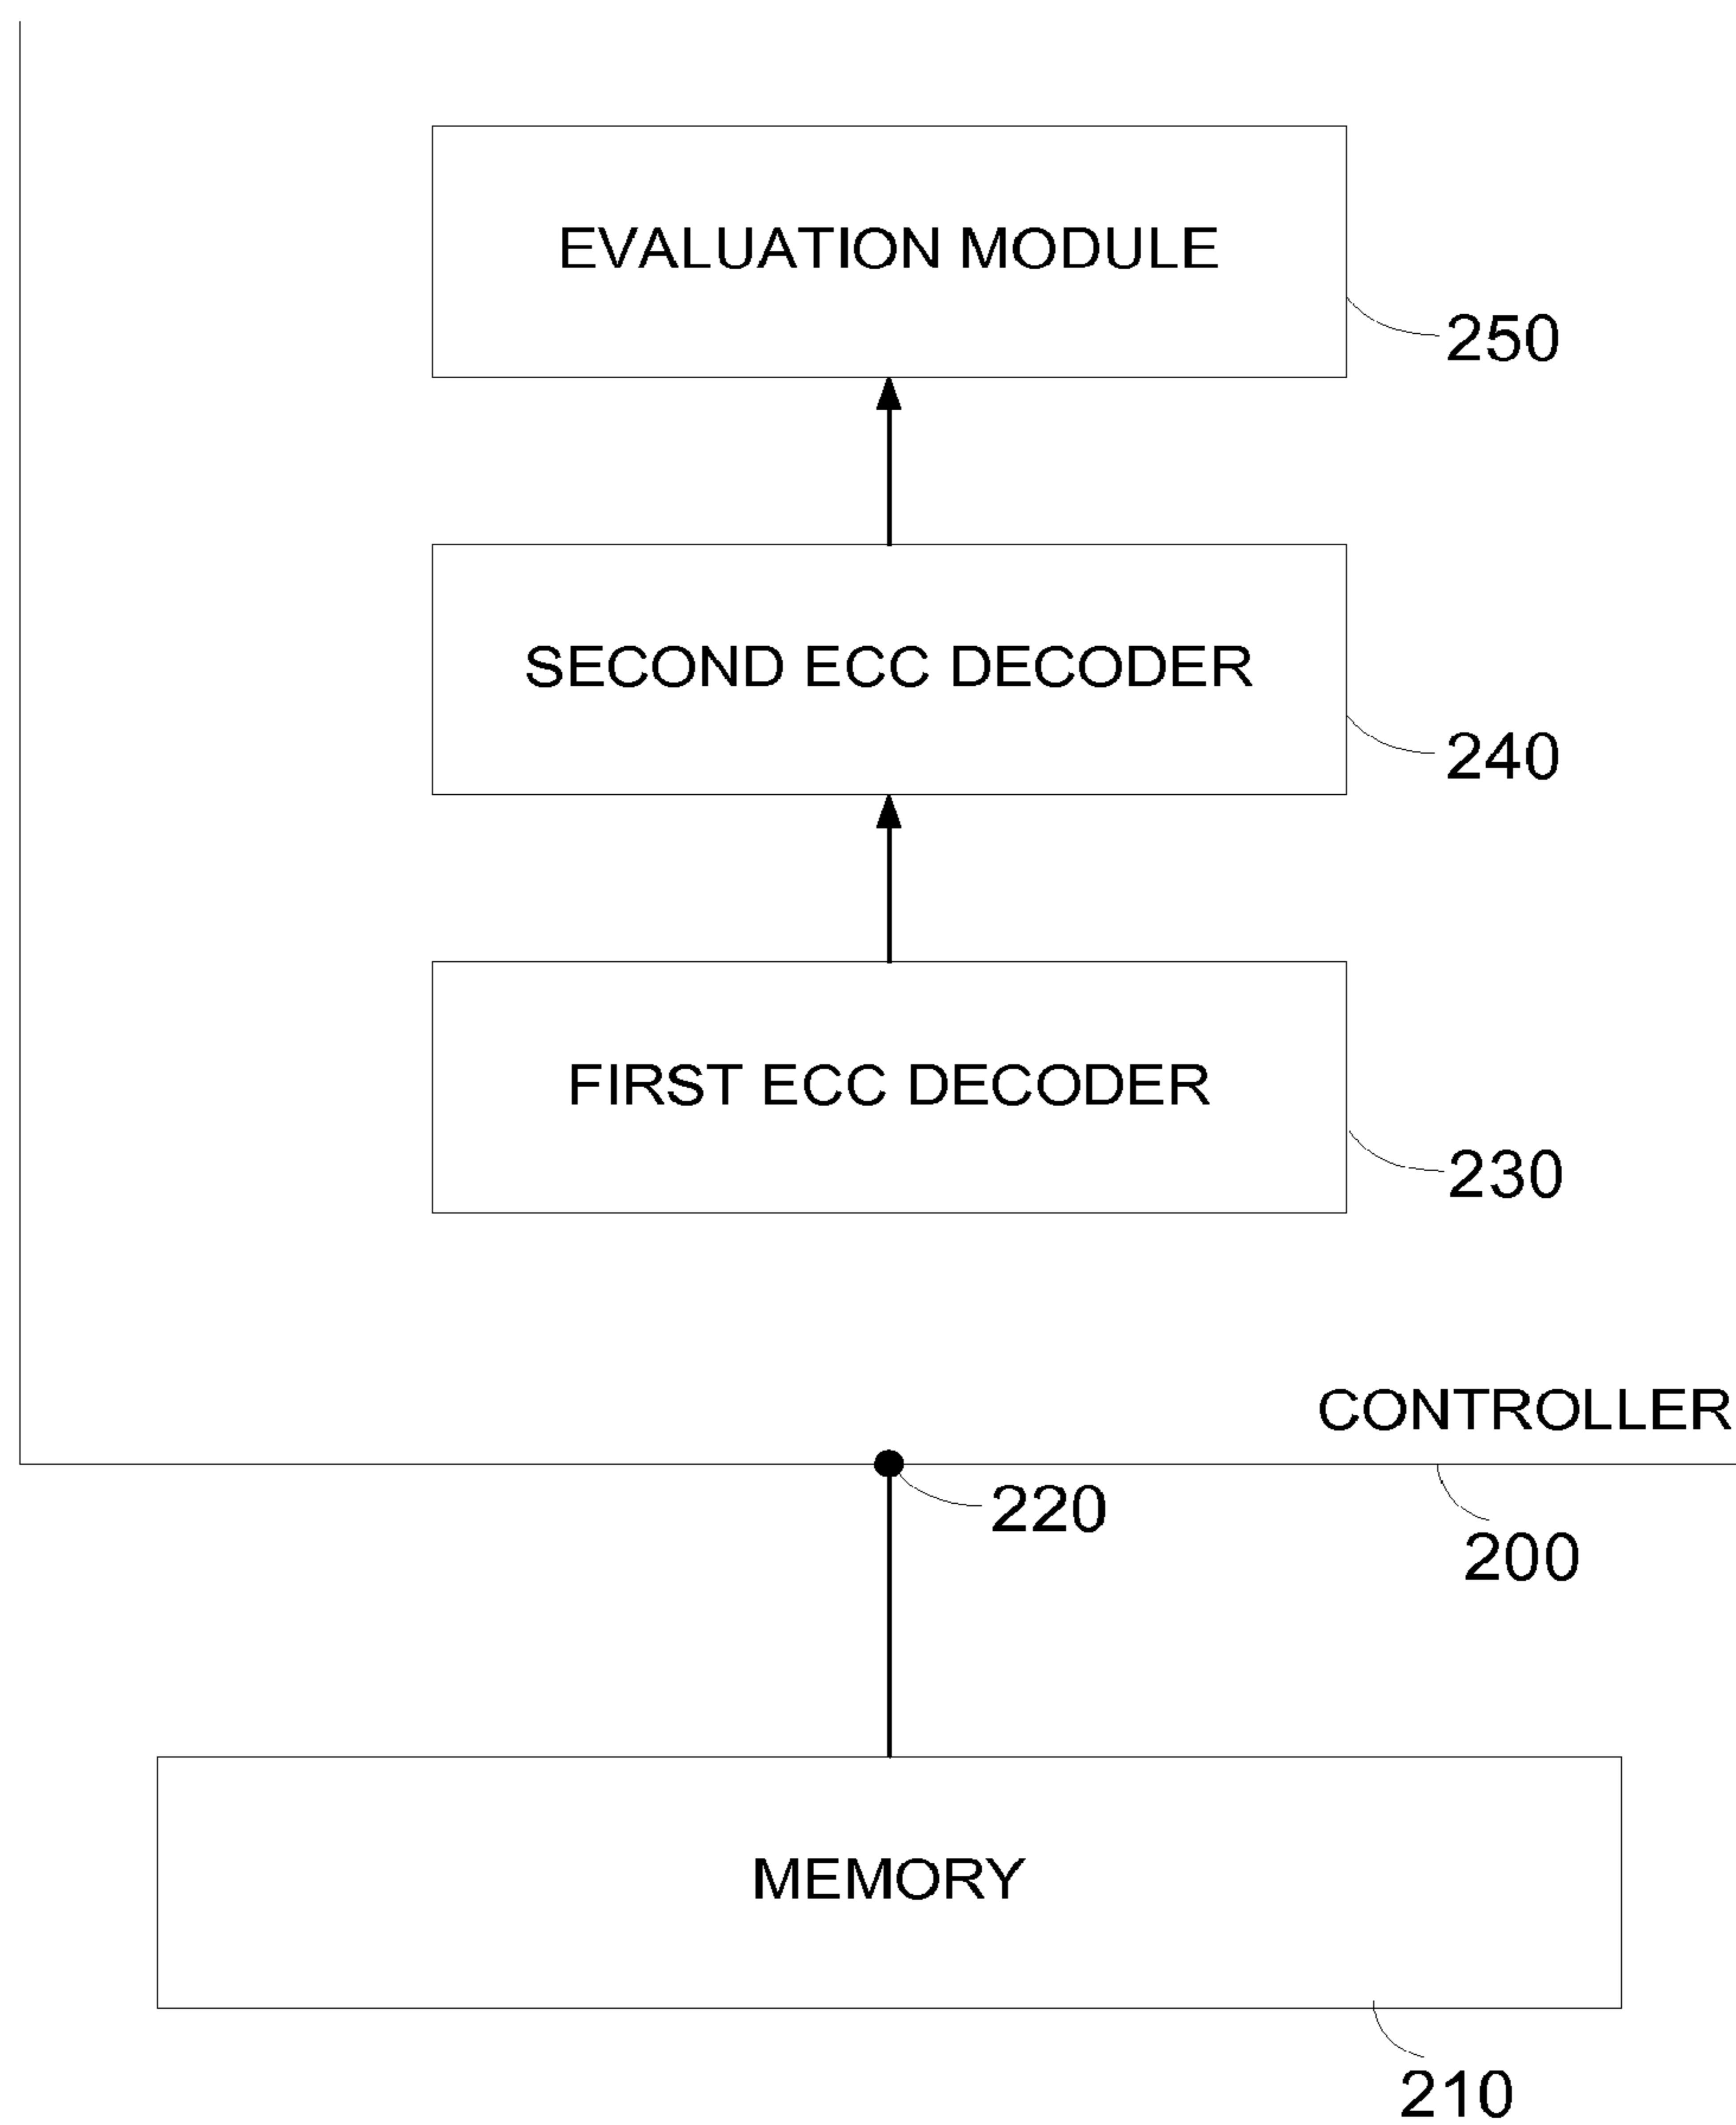 EVALUATION MODULE
250
SECOND ECC DECODER
240
FIRST ECC DECODER
230
CONTROLLER
220
200
MEMORY
210